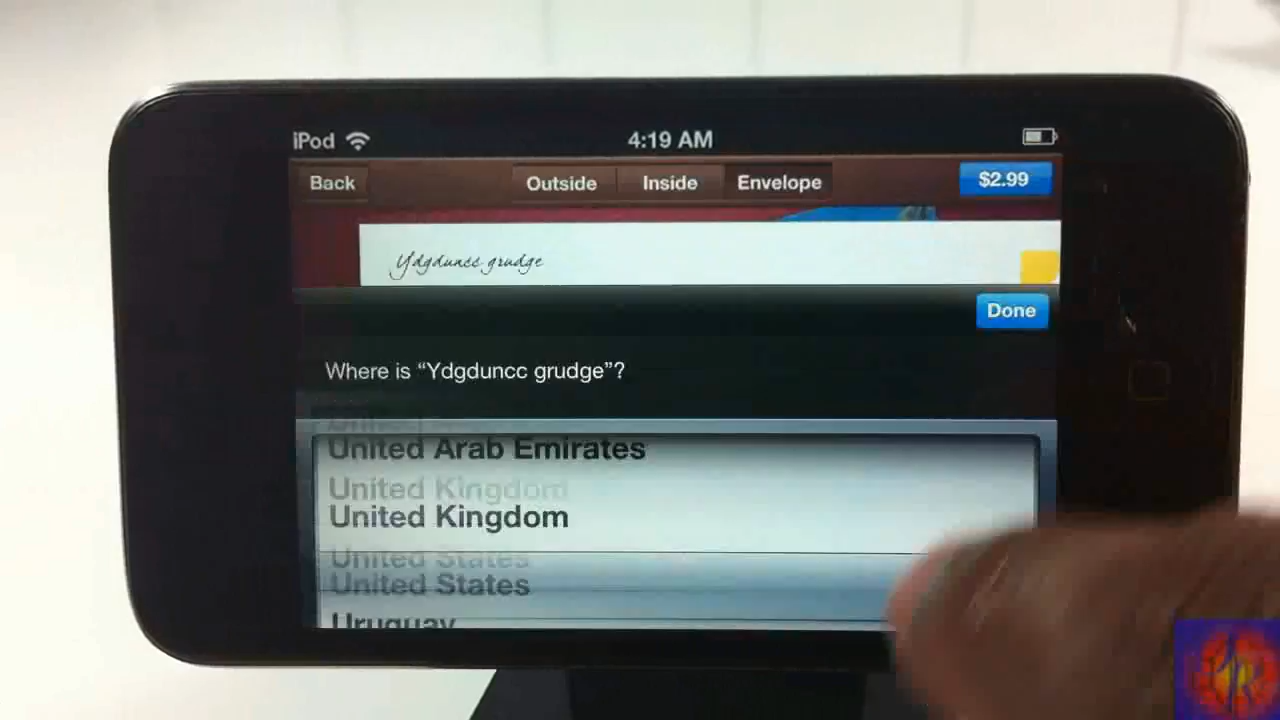 iPod 4:19 AM
Back Outside Inside Envelope $2.99
Ydgduncc grudge
Done
Where is “Ydgduncc grudge”?
United Arab Emirates
United Kingdom
United Kingdom
United States
United States
Uruguay